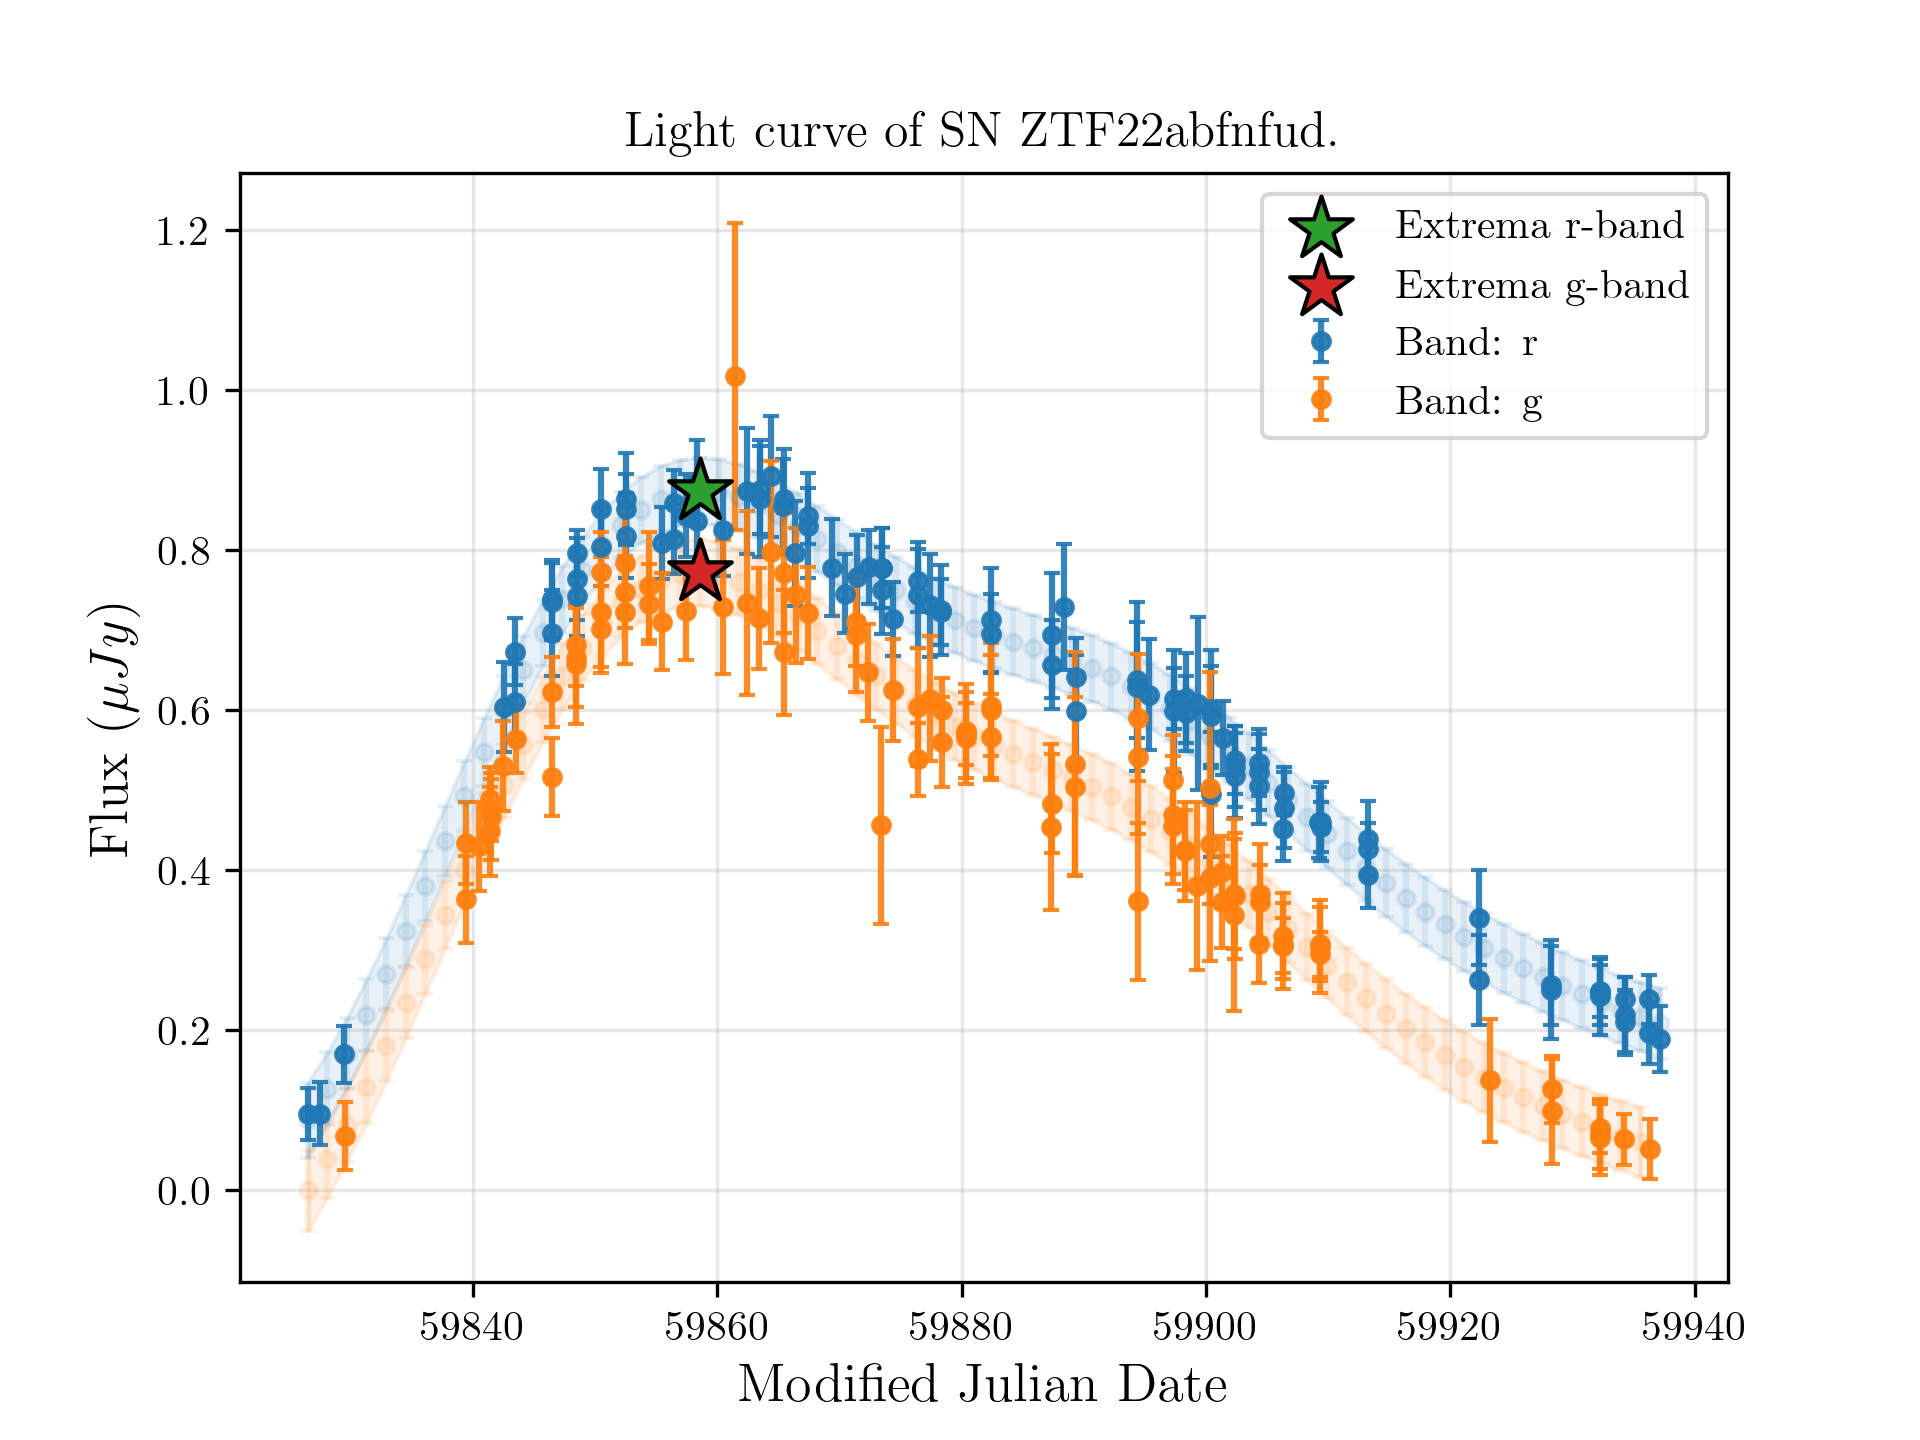 Light curve of SN ZTF22abfnfud.
Extrema r-band
Extrema g-band
Band: r
Band: g
1.2
1.0
0.8
0.6
0.4
0.2
0.0
Flux (μJy)
59840 59860 59880 59900 59920 59940
Modified Julian Date